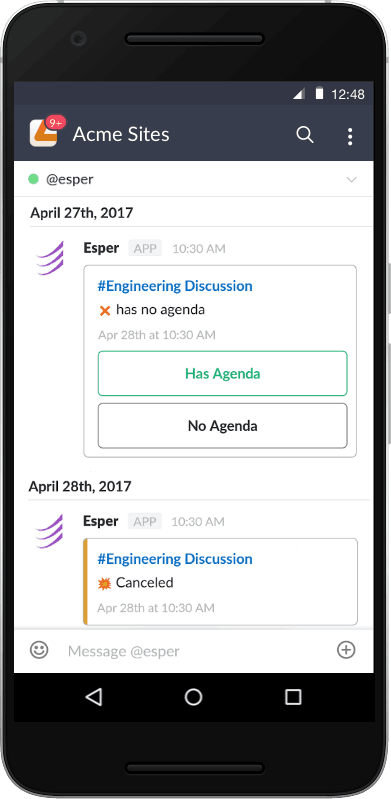 12:48
9+
Acme Sites
@esper
April 27th, 2017
Esper APP 10:30 AM
#Engineering Discussion
has no agenda
Apr 28th at 10:30 AM
Has Agenda
No Agenda
April 28th, 2017
Esper APP 10:30 AM
#Engineering Discussion
Canceled
Apr 28th at 10:30 AM
Message @esper